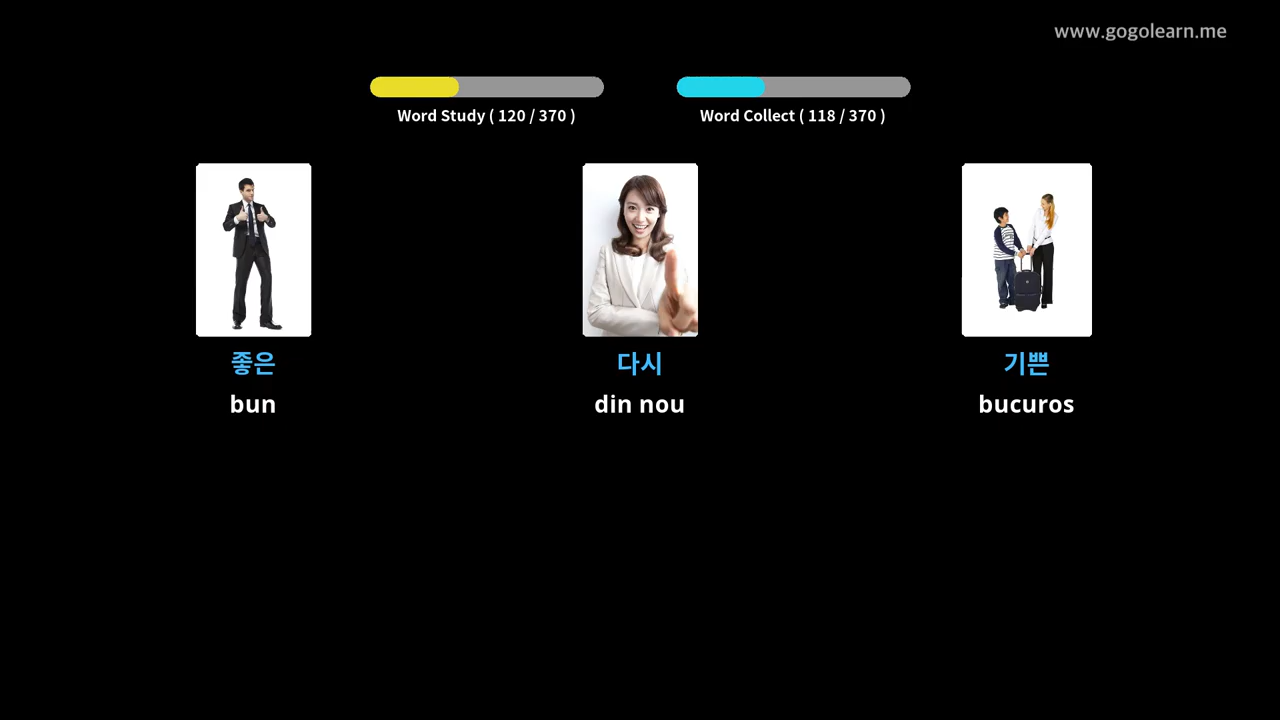 www.gogolearn.me
Word Study ( 120 / 370 )
Word Collect ( 118 / 370 )
좋은
다시
기쁜
bun
din nou
bucuros